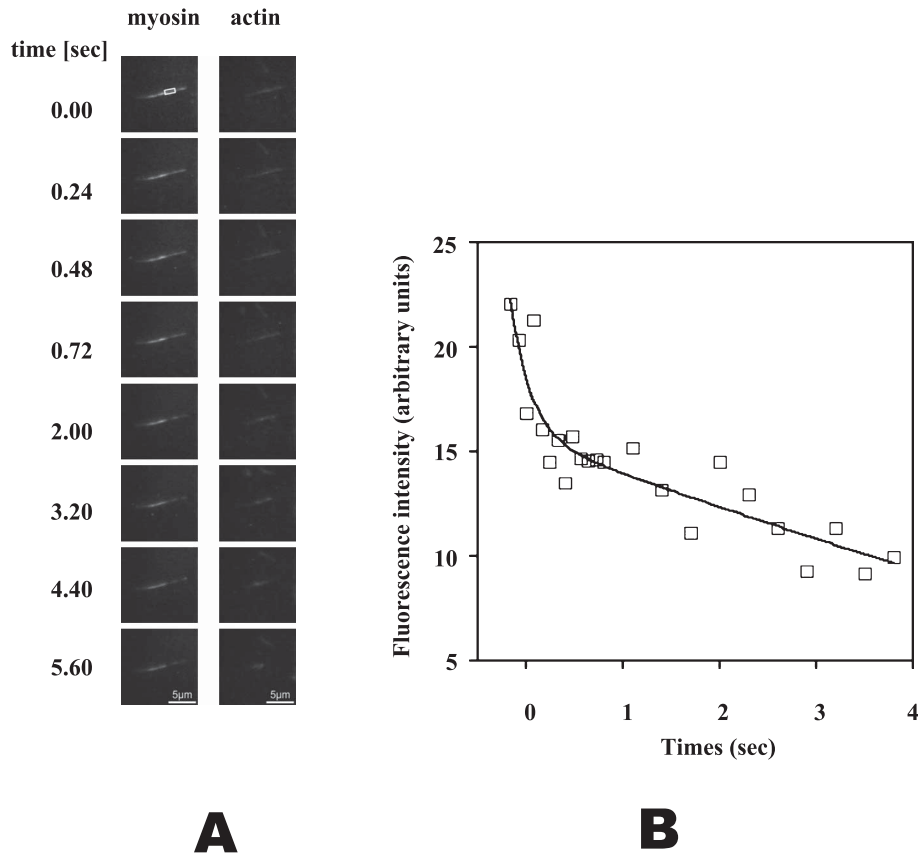 myosin actin
time [sec]
0.00
0.24
0.48
0.72
2.00
3.20
4.40
5.60
5µm 5µm
A
Fluorescence intensity (arbitrary units)
25
20
15
10
5
0 1 2 3 4
Times (sec)
B